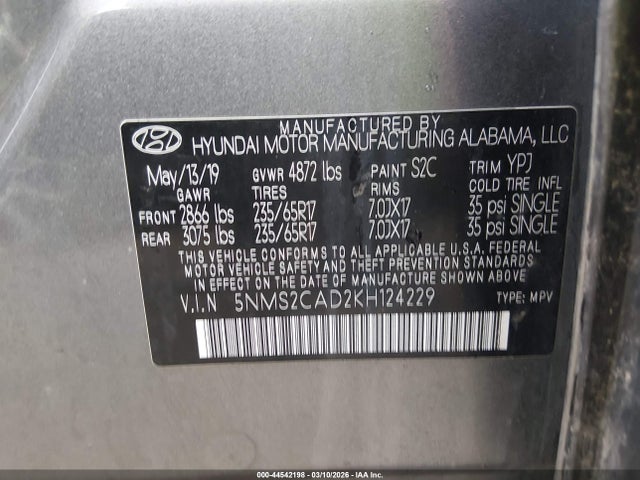 MANUFACTURED BY
HYUNDAI MOTOR MANUFACTURING ALABAMA, LLC
May/13/19 GVWR 4872 lbs PAINT S2C TRIM YPJ
GAWR TIRES RIMS COLD TIRE INFL
FRONT 2866 lbs 235/65R17 7.0JX17 35 psi SINGLE
REAR 3075 lbs 235/65R17 7.0JX17 35 psi SINGLE
THIS VEHICLE CONFORMS TO ALL APPLICABLE U.S.A. FEDERAL
MOTOR VEHICLE SAFETY AND THEFT PREVENTION STANDARDS
IN EFFECT ON THE DATE OF MANUFACTURE SHOWN ABOVE.
V.I.N 5NMS2CAD2KH124229 TYPE: MPV
000-44542198 - 03/10/2026 - IAAI.COM